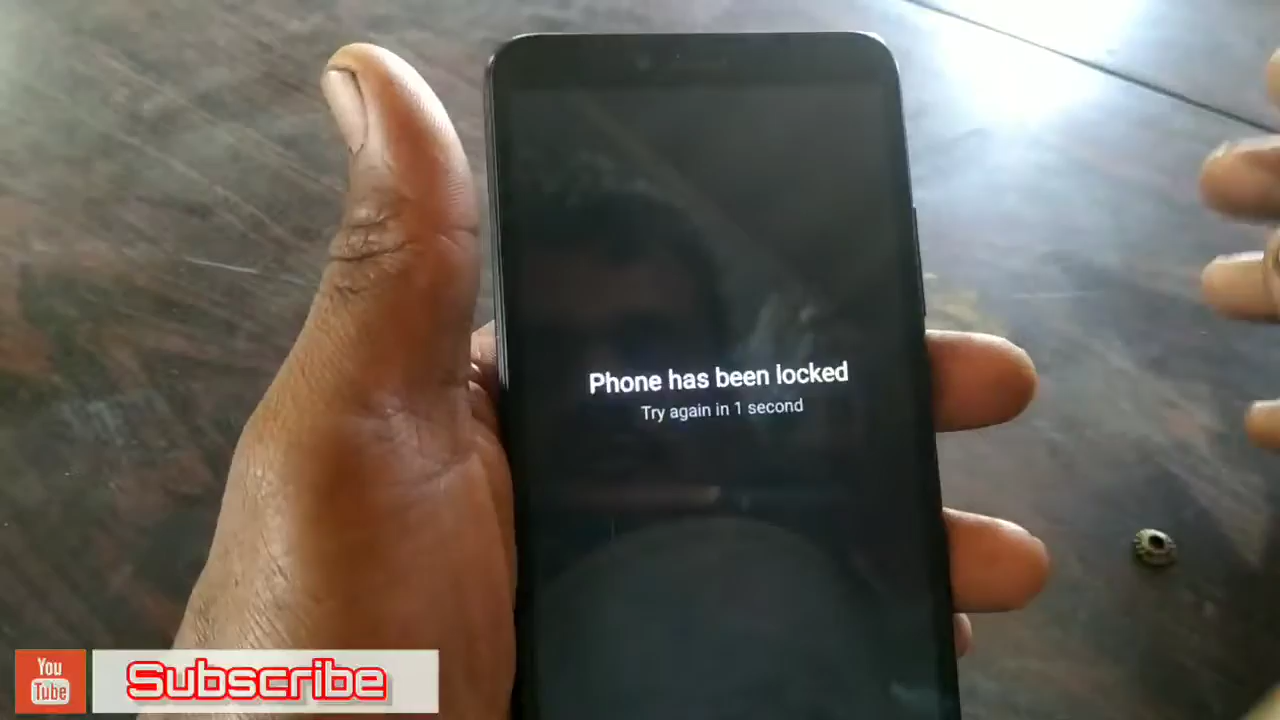 Phone has been locked
Try again in 1 second
You
Tube
Subscribe